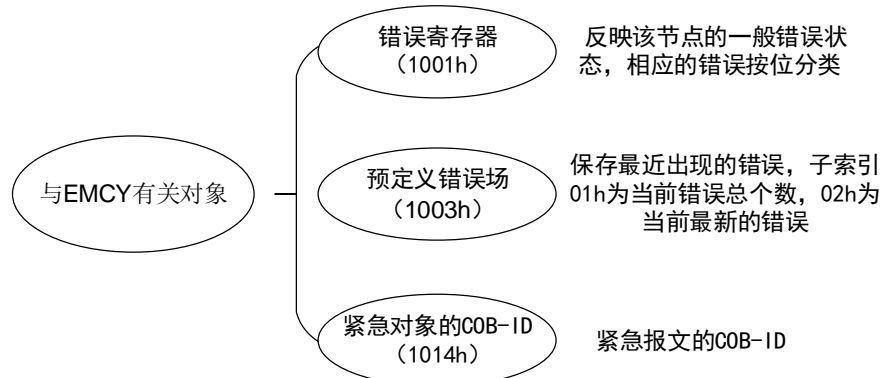 错误寄存器
（1001h）
反映该节点的一般错误状
态，相应的错误按位分类
与EMCY有关对象
预定义错误场
（1003h）
保存最近出现的错误，子索引
01h为当前错误总个数，02h为
当前最新的错误
紧急对象的COB-ID
（1014h）
紧急报文的COB-ID